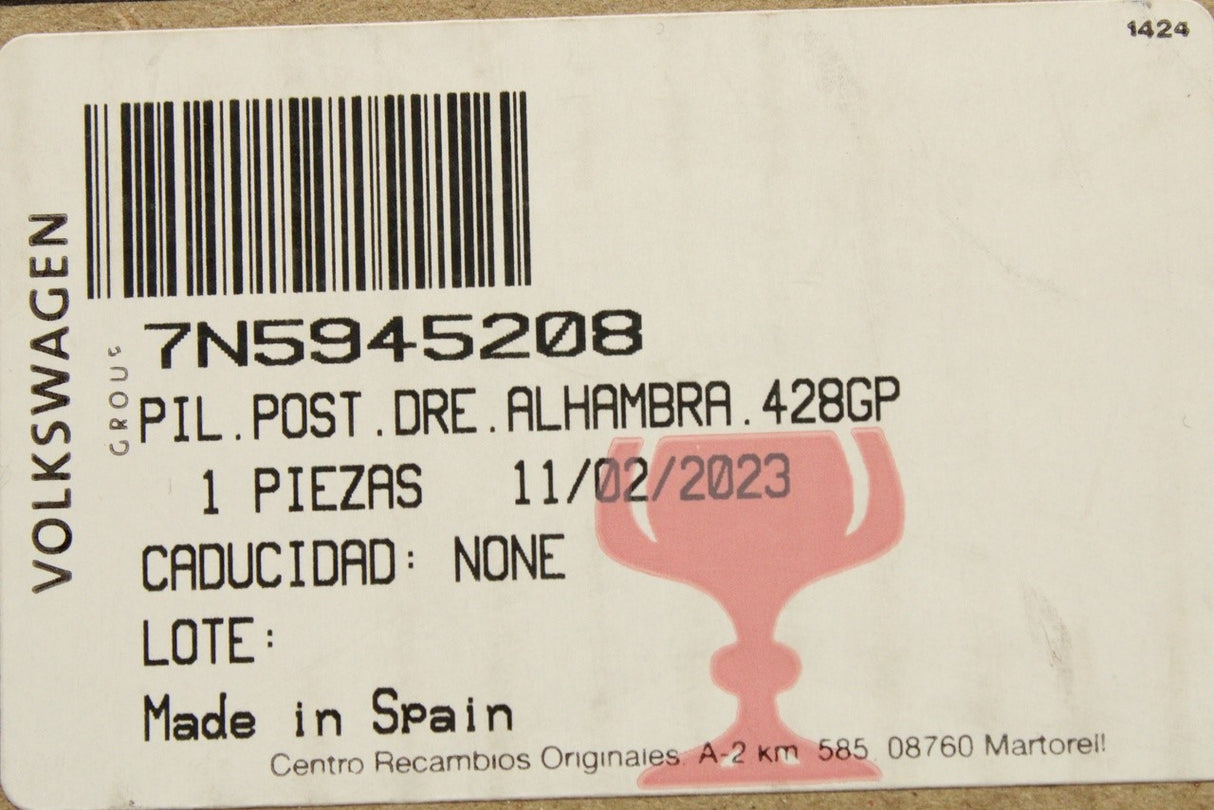 1424
VOLKSWAGEN
GROUP
7N5945208
PIL.POST.DRE.ALHAMBRA.428GP
1 PIEZAS 11/02/2023
CADUCIDAD: NONE
LOTE:
Made in Spain
Centro Recambios Originales. A-2 km 585. 08760 Martorell